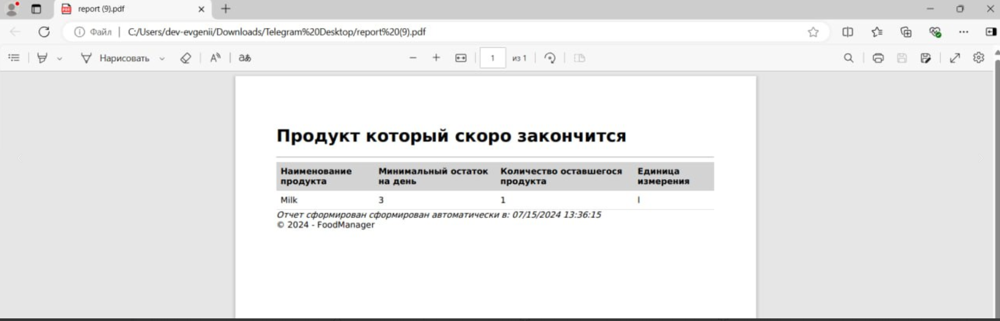 report (9).pdf
Файл | C:/Users/dev-evgenii/Downloads/Telegram%20Desktop/report%20(9).pdf
Нарисовать
aあ
1 из 1
Продукт который скоро закончится
Наименование продукта Минимальный остаток на день Количество оставшегося продукта Единица измерения
Milk 3 1 l
Отчет сформирован сформирован автоматически в: 07/15/2024 13:36:15
© 2024 - FoodManager